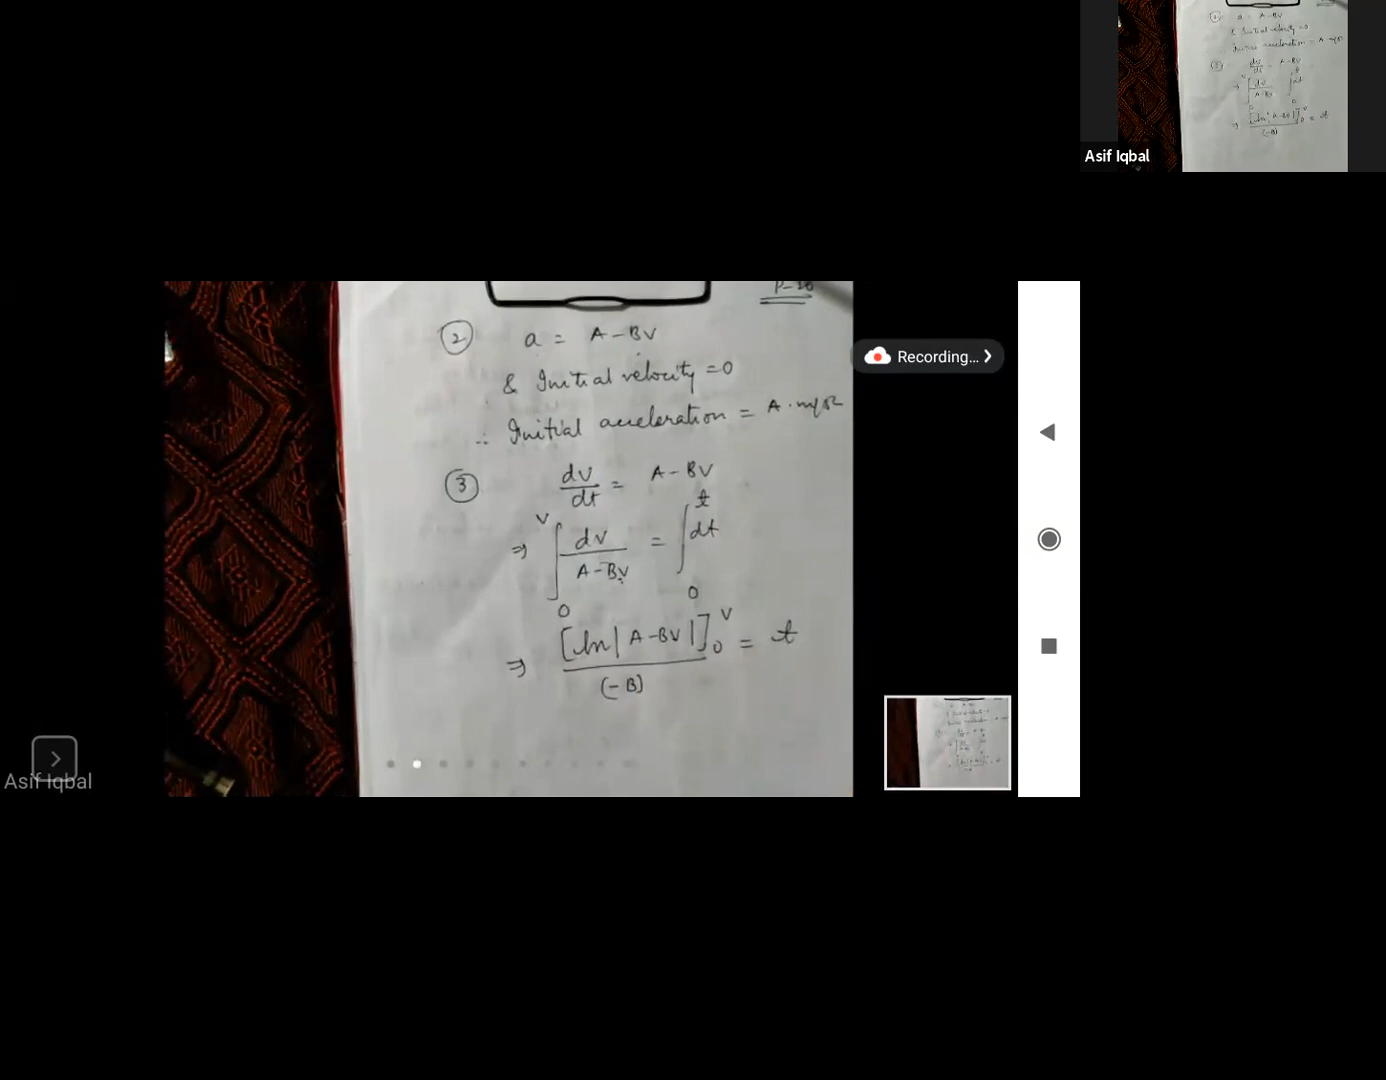 Asif Iqbal
P-26
② a = A - BV
& Initial velocity = 0
∴ Initial acceleration = A m/s²
③ dv/dt = A - BV
⇒ ∫₀ⱽ dv/(A - BV) = ∫₀ᵗ dt
⇒ [ln|A - BV|]₀ⱽ/(-B) = t
Recording...
Asif Iqbal